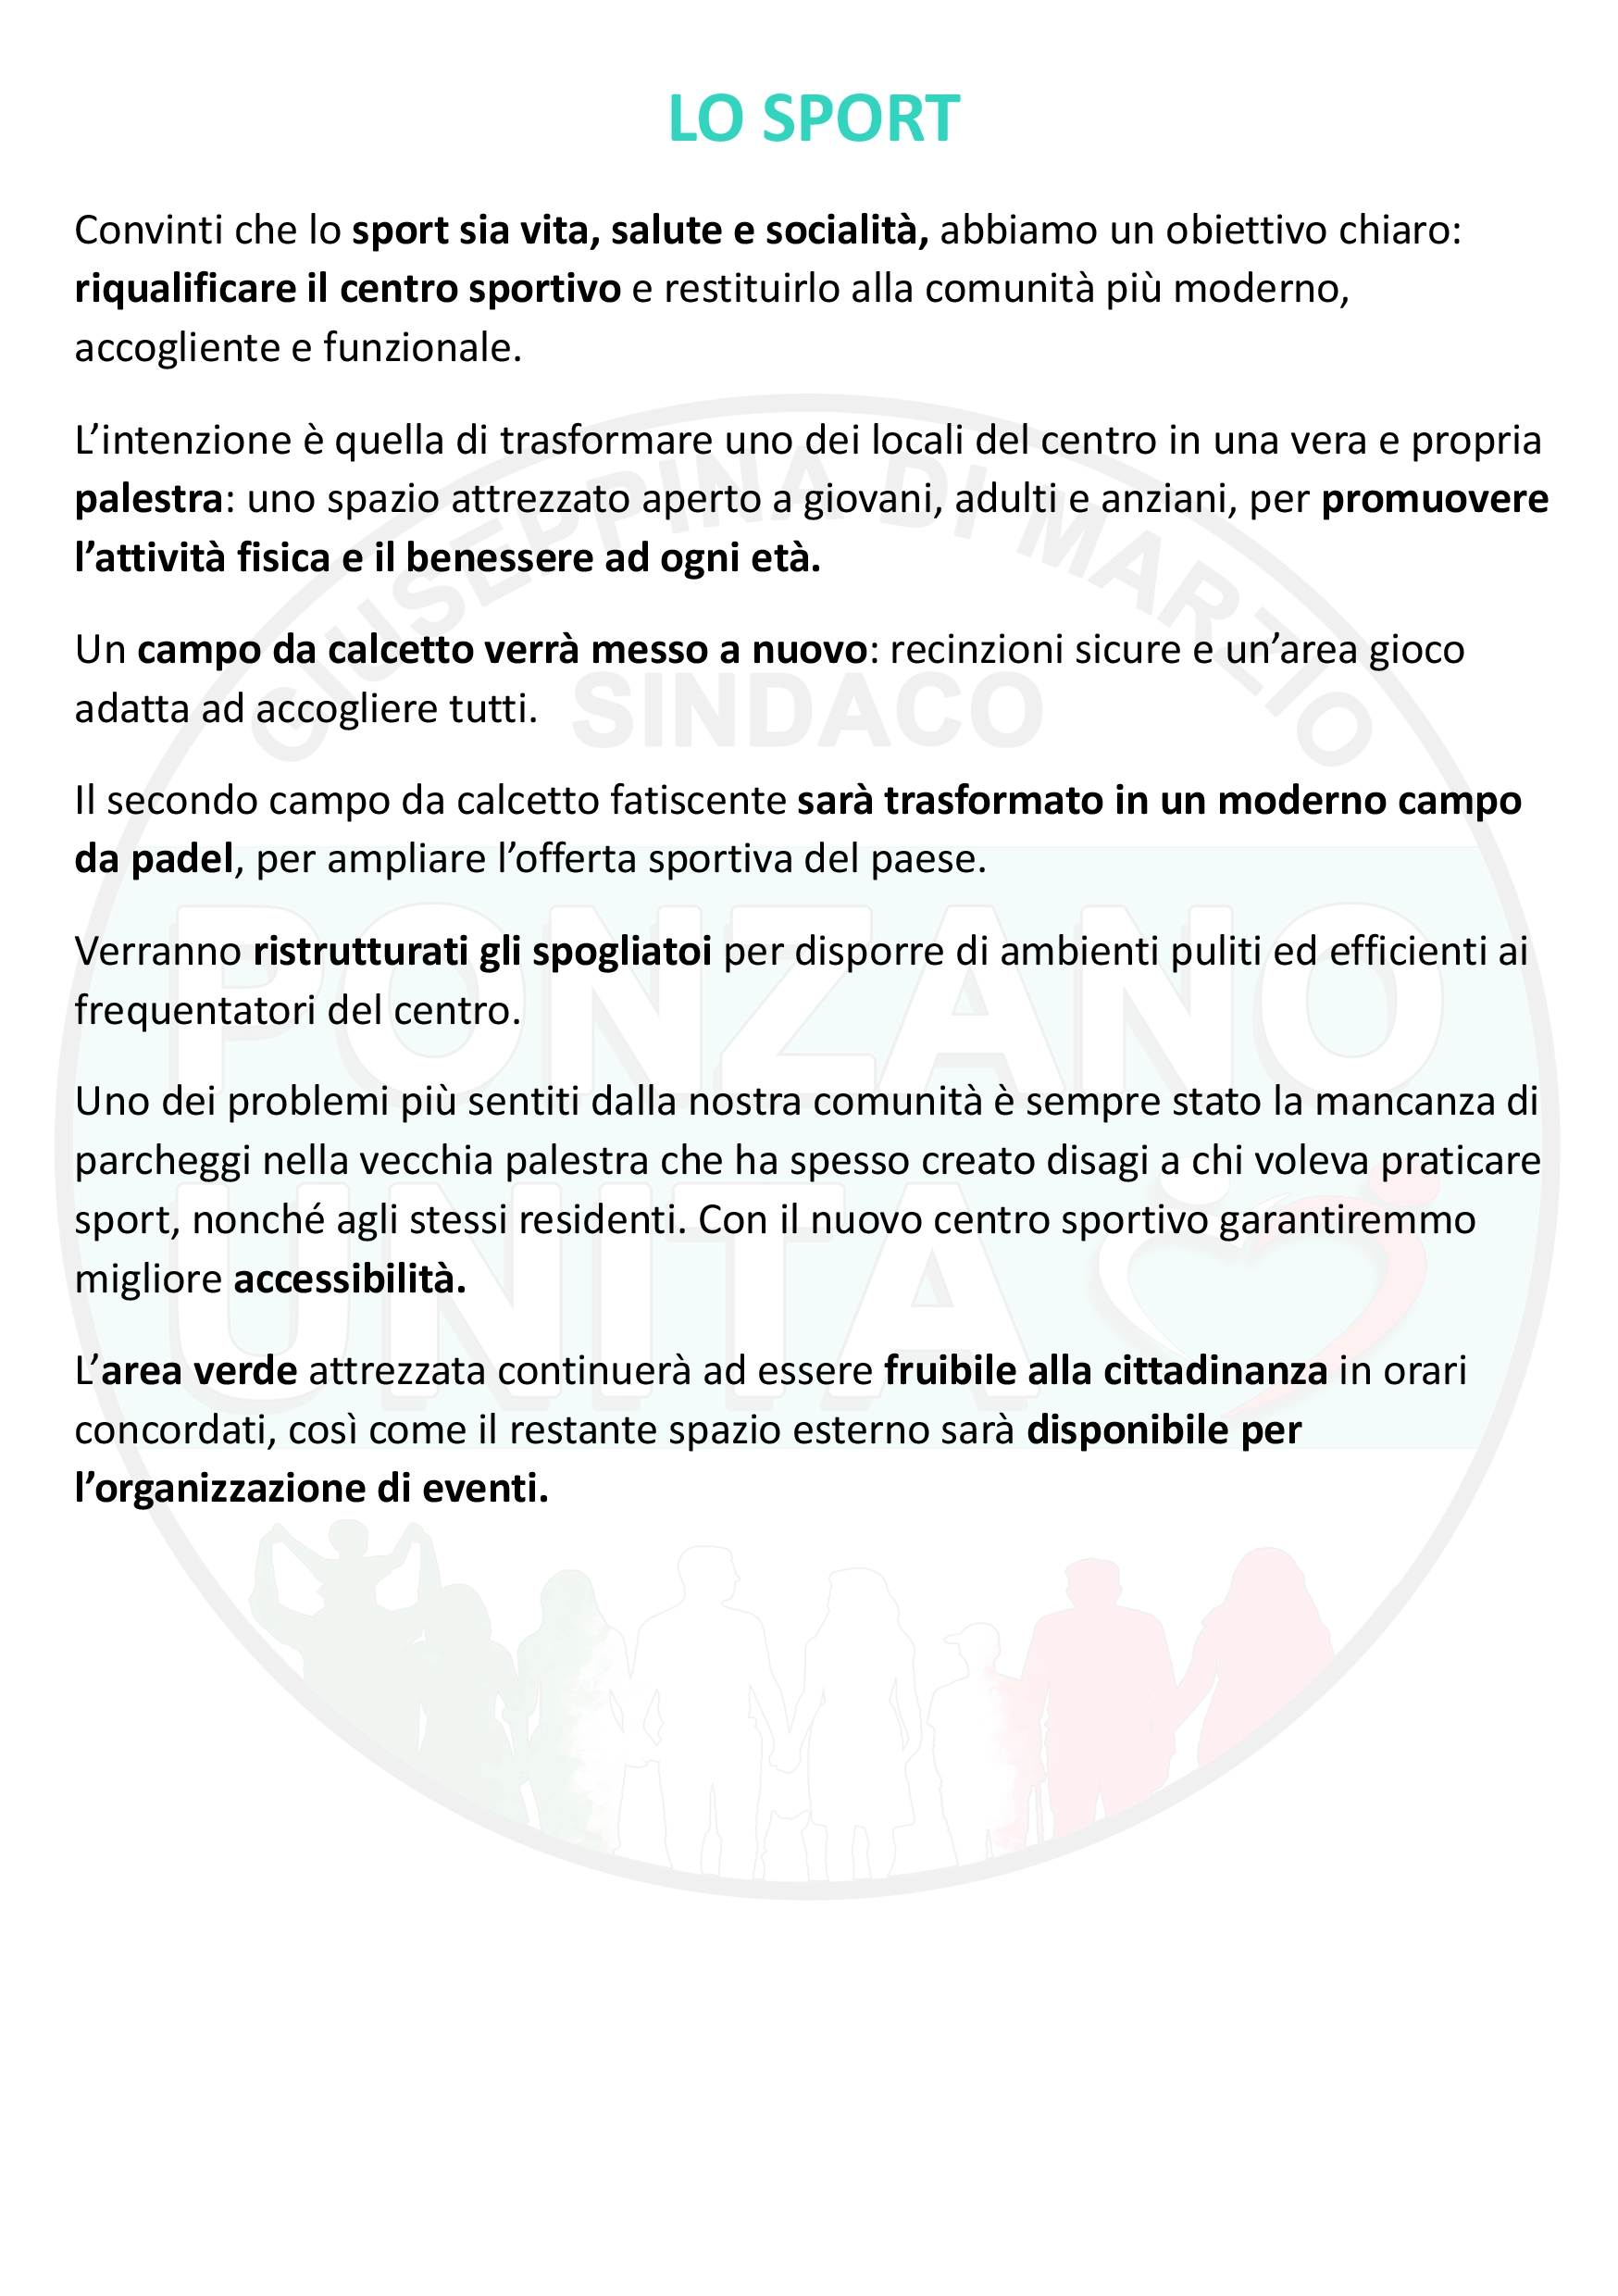 LO SPORT
Convinti che lo sport sia vita, salute e socialità, abbiamo un obiettivo chiaro:
riqualificare il centro sportivo e restituirlo alla comunità più moderno,
accogliente e funzionale.
L’intenzione è quella di trasformare uno dei locali del centro in una vera e propria
palestra: uno spazio attrezzato aperto a giovani, adulti e anziani, per promuovere
l’attività fisica e il benessere ad ogni età.
Un campo da calcetto verrà messo a nuovo: recinzioni sicure e un’area gioco
adatta ad accogliere tutti.
Il secondo campo da calcetto fatiscente sarà trasformato in un moderno campo
da padel, per ampliare l’offerta sportiva del paese.
Verranno ristrutturati gli spogliatoi per disporre di ambienti puliti ed efficienti ai
frequentatori del centro.
Uno dei problemi più sentiti dalla nostra comunità è sempre stato la mancanza di
parcheggi nella vecchia palestra che ha spesso creato disagi a chi voleva praticare
sport, nonché agli stessi residenti. Con il nuovo centro sportivo garantiremmo
migliore accessibilità.
L’area verde attrezzata continuerà ad essere fruibile alla cittadinanza in orari
concordati, così come il restante spazio esterno sarà disponibile per
l’organizzazione di eventi.
GIUSEPPINA DI MARZIO
SINDACO
PONZANO
UNITA